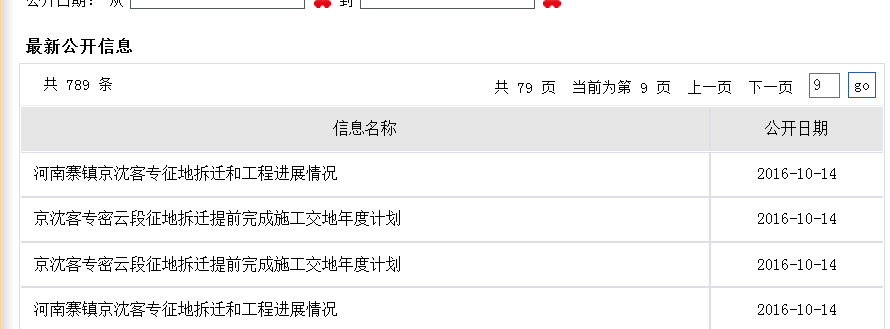 公开日期： 从 到
最新公开信息
共 789 条 共 79 页 当前为第 9 页 上一页 下一页 9 go
信息名称 公开日期
河南寨镇京沈客专征地拆迁和工程进展情况 2016-10-14
京沈客专密云段征地拆迁提前完成施工交地年度计划 2016-10-14
京沈客专密云段征地拆迁提前完成施工交地年度计划 2016-10-14
河南寨镇京沈客专征地拆迁和工程进展情况 2016-10-14